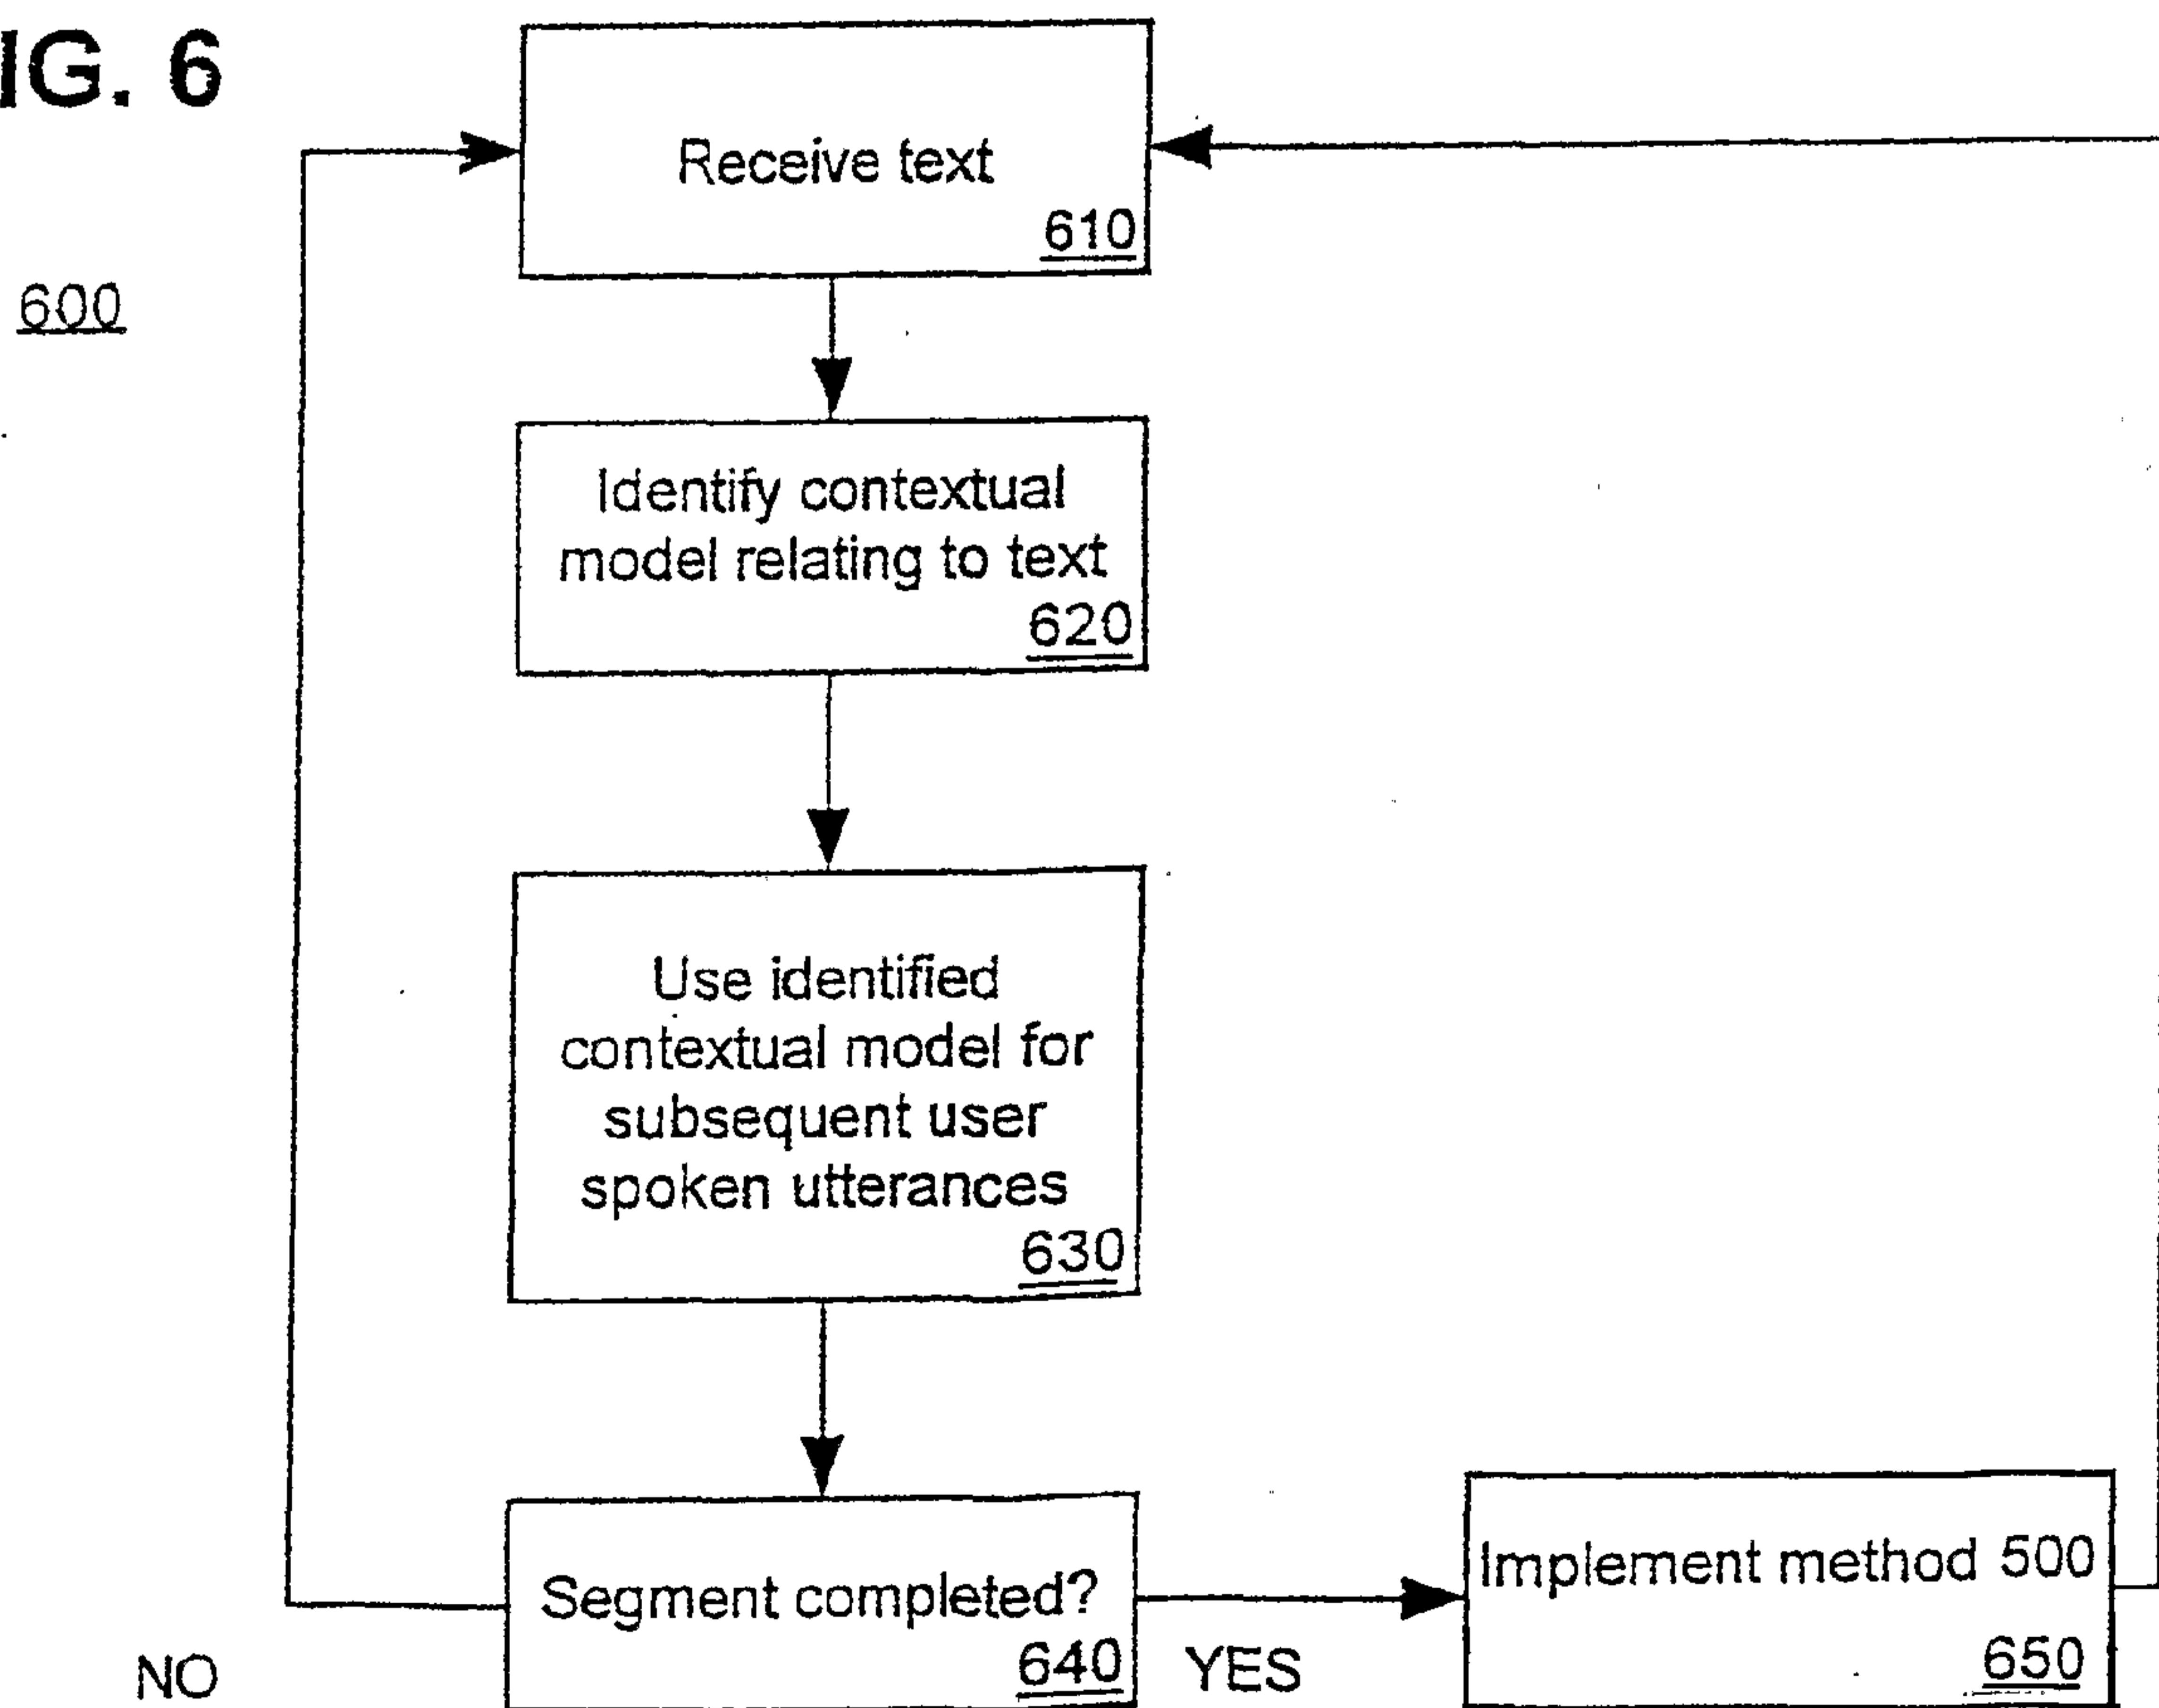 IG. 6
600
Receive text
610
Identify contextual
model relating to text
620
Use identified
contextual model for
subsequent user
spoken utterances
630
Segment completed?
640
NO
YES
Implement method 500
650